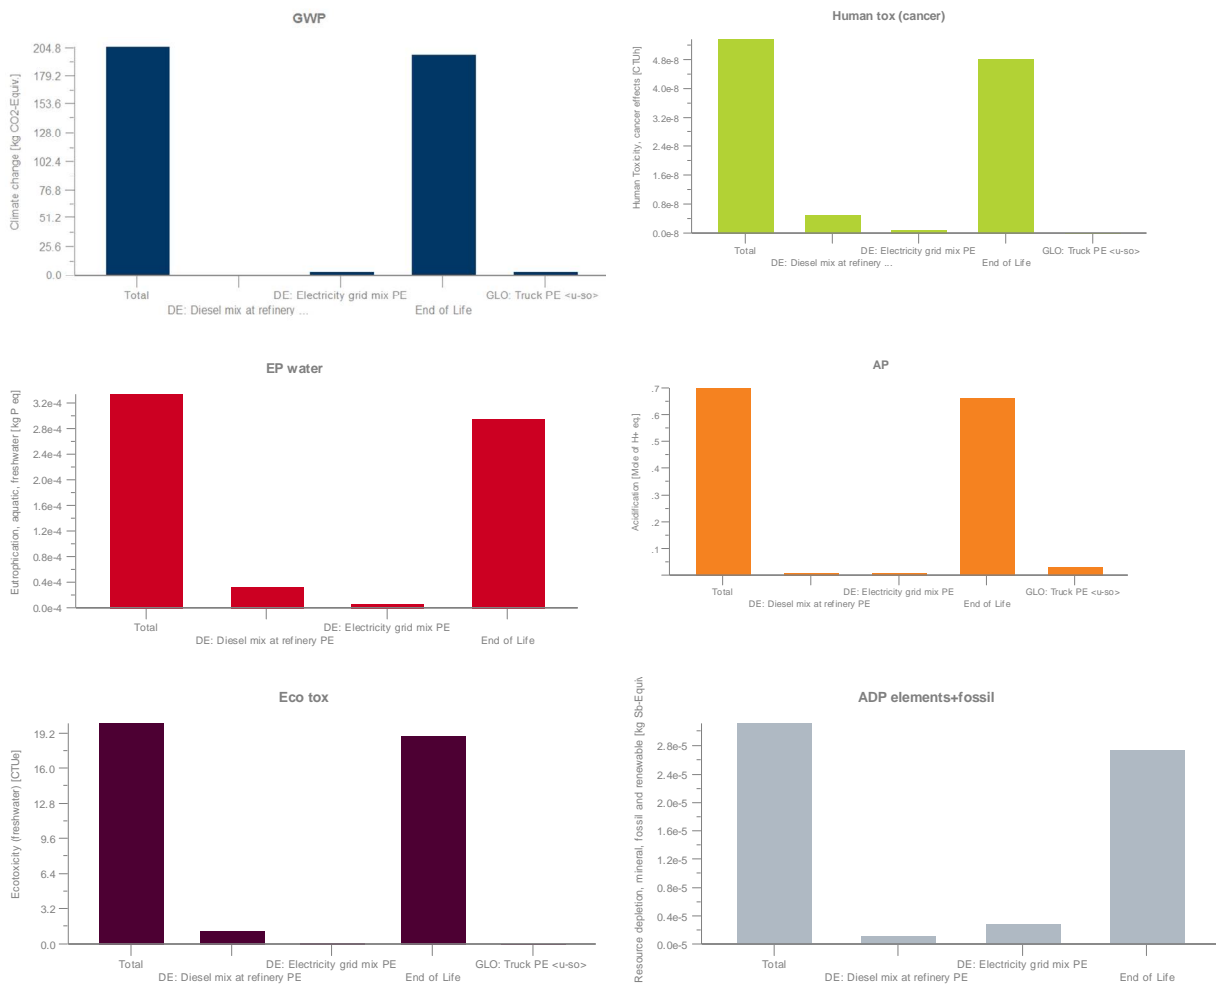 GWP
Climate change [kg CO2-Equiv.]
204.8
179.2
153.6
128.0
102.4
76.8
51.2
25.6
0.0
Total
DE: Electricity grid mix PE
GLO: Truck PE <u-so>
DE: Diesel mix at refinery ...
End of Life
Human tox (cancer)
Human Toxicity, cancer effects [CTUh]
4.8e-8
4.0e-8
3.2e-8
2.4e-8
1.6e-8
0.8e-8
0.0e-8
Total
DE: Electricity grid mix PE
GLO: Truck PE <u-so>
DE: Diesel mix at refinery ...
End of Life
EP water
Eutrophication, aquatic, freshwater [kg P eq]
3.2e-4
2.8e-4
2.4e-4
2.0e-4
1.6e-4
1.2e-4
0.8e-4
0.4e-4
0.0e-4
Total
DE: Electricity grid mix PE
DE: Diesel mix at refinery PE
End of Life
AP
Acidification [Mole of H+ eq.]
.7
.6
.5
.4
.3
.2
.1
Total
DE: Electricity grid mix PE
GLO: Truck PE <u-so>
DE: Diesel mix at refinery PE
End of Life
Eco tox
Ecotoxicity (freshwater) [CTUe]
19.2
16.0
12.8
9.6
6.4
3.2
0.0
Total
DE: Electricity grid mix PE
GLO: Truck PE <u-so>
DE: Diesel mix at refinery PE
End of Life
ADP elements+fossil
Resource depletion, mineral, fossil and renewable [kg
2.8e-5
2.4e-5
2.0e-5
1.6e-5
1.2e-5
0.8e-5
0.4e-5
0.0e-5
Total
DE: Electricity grid mix PE
DE: Diesel mix at refinery PE
End of Life